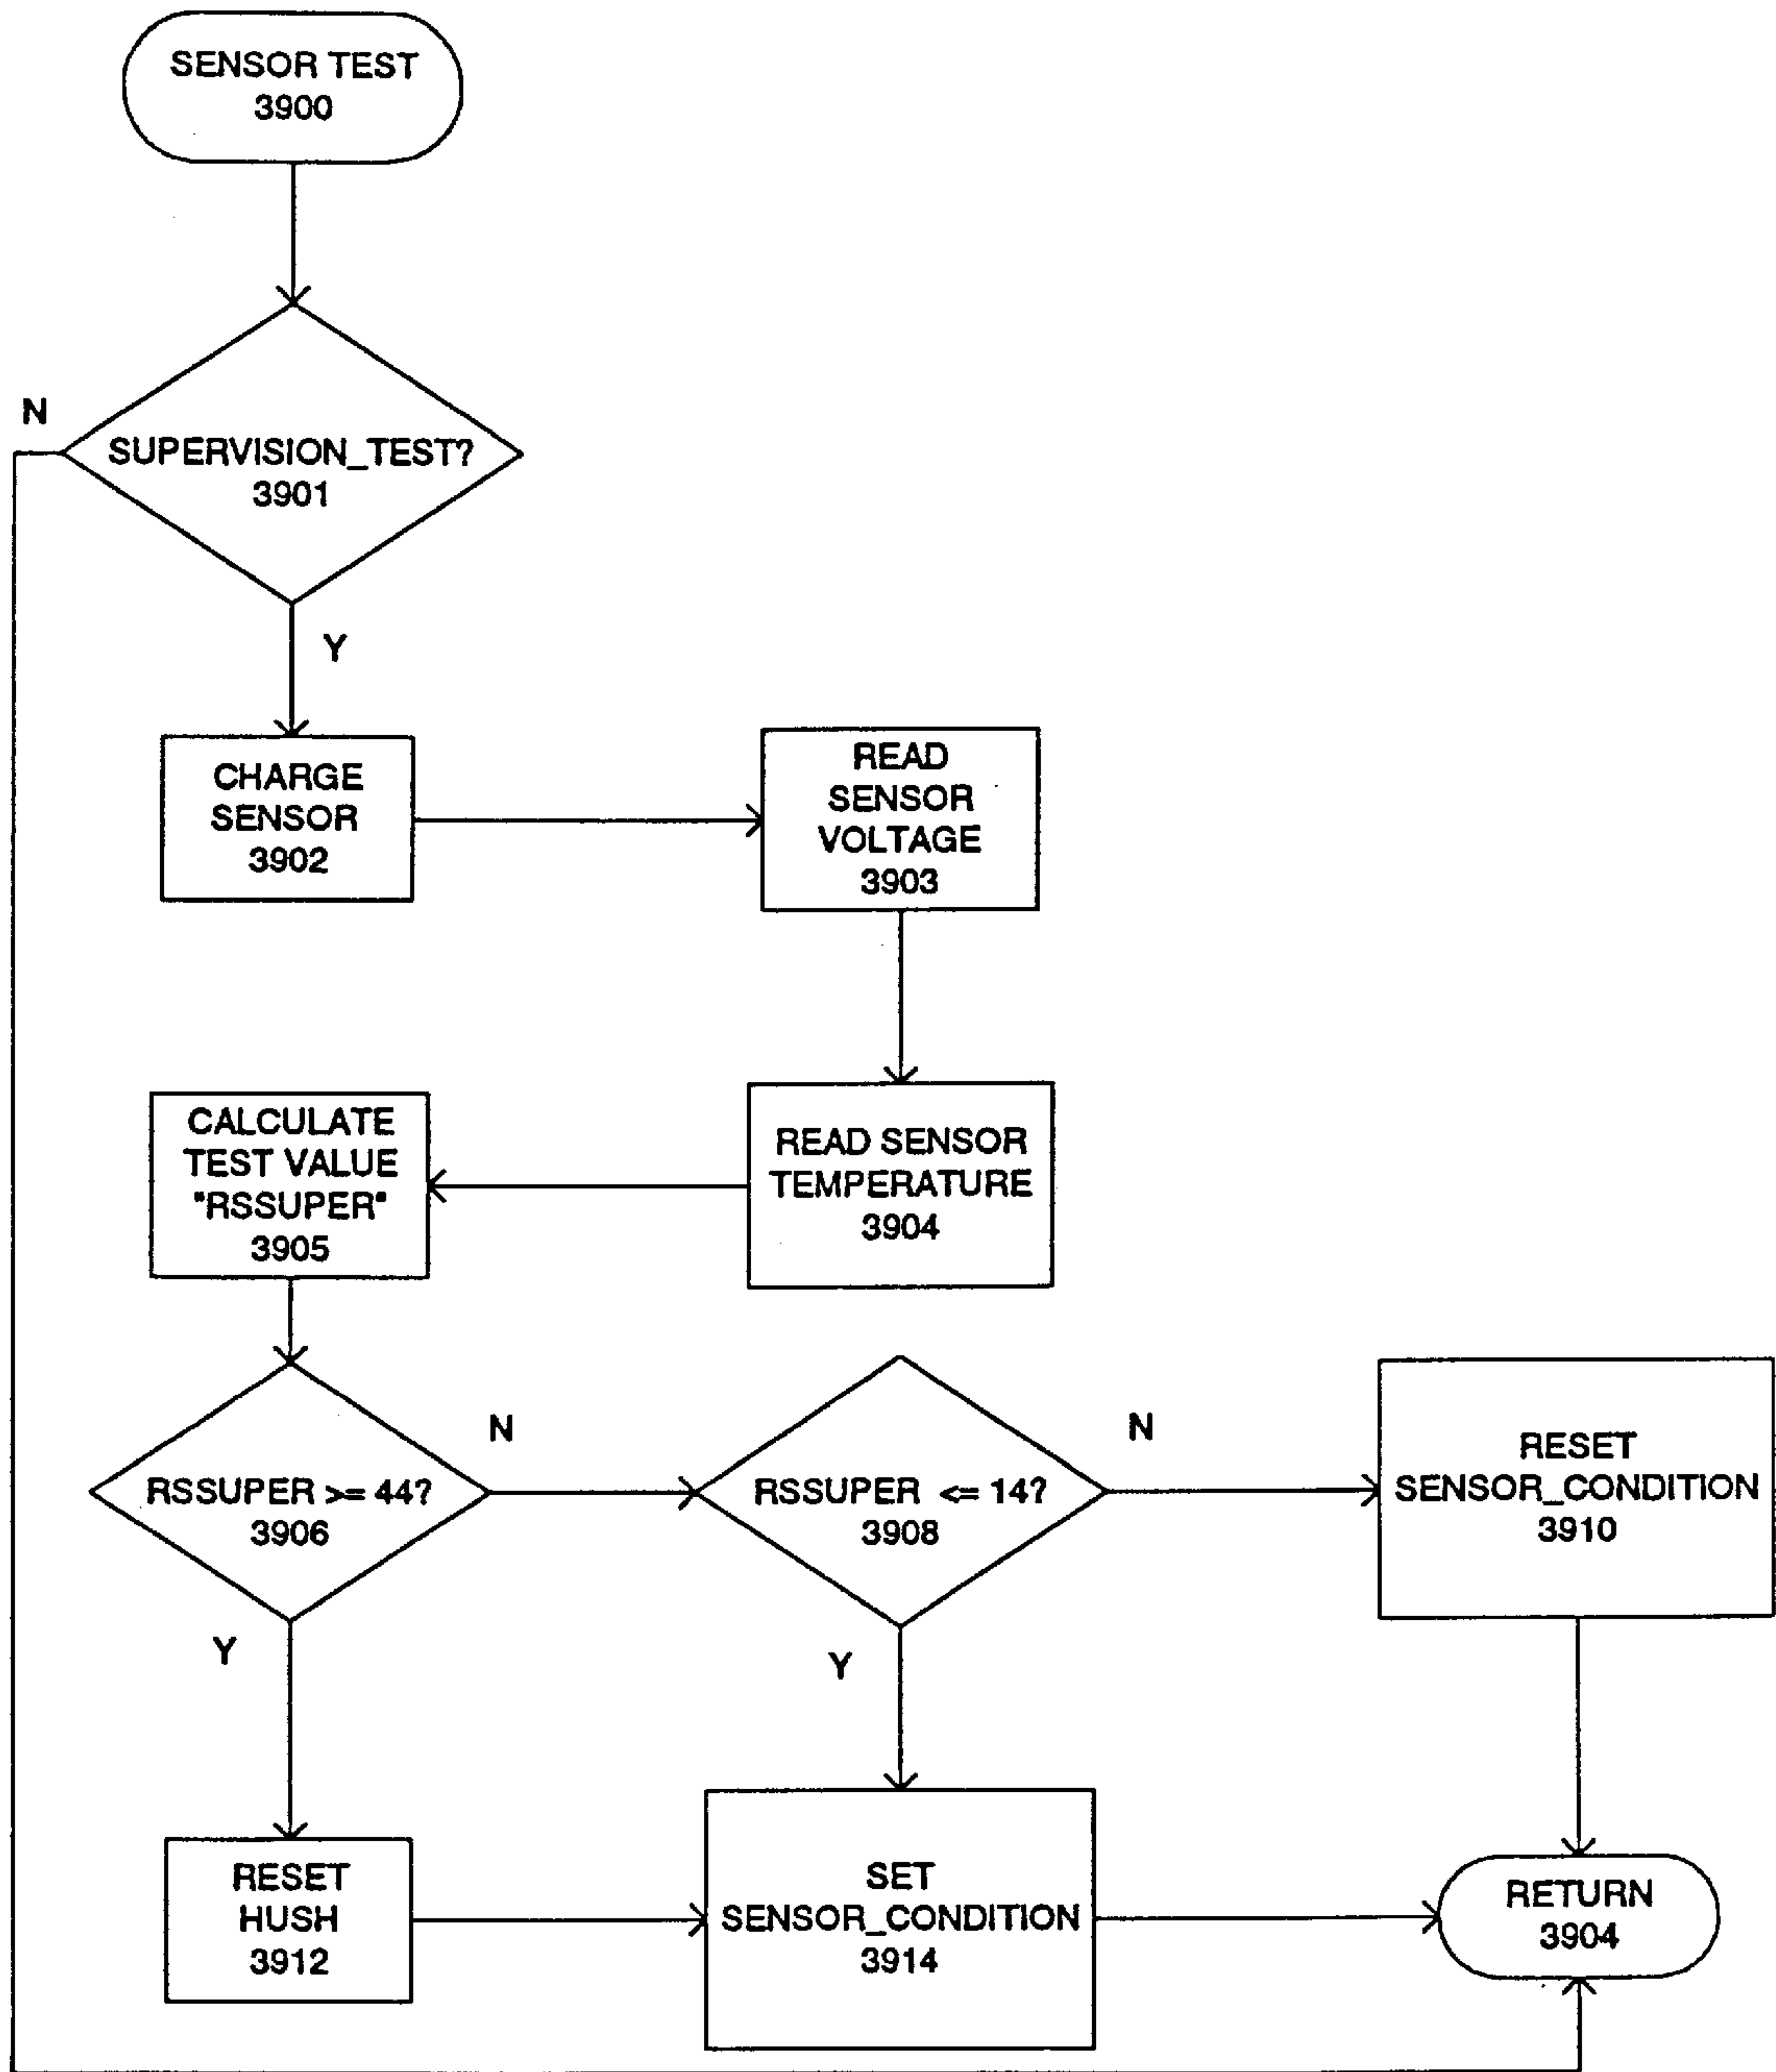 SENSOR TEST
3900
N
SUPERVISION_TEST?
3901
Y
CHARGE
SENSOR
3902
READ
SENSOR
VOLTAGE
3903
READ SENSOR
TEMPERATURE
3904
CALCULATE
TEST VALUE
"RSSUPER"
3905
RSSUPER >= 44?
3906
N
RSSUPER <= 14?
3908
N
RESET
SENSOR_CONDITION
3910
Y
Y
RESET
HUSH
3912
SET
SENSOR_CONDITION
3914
RETURN
3904